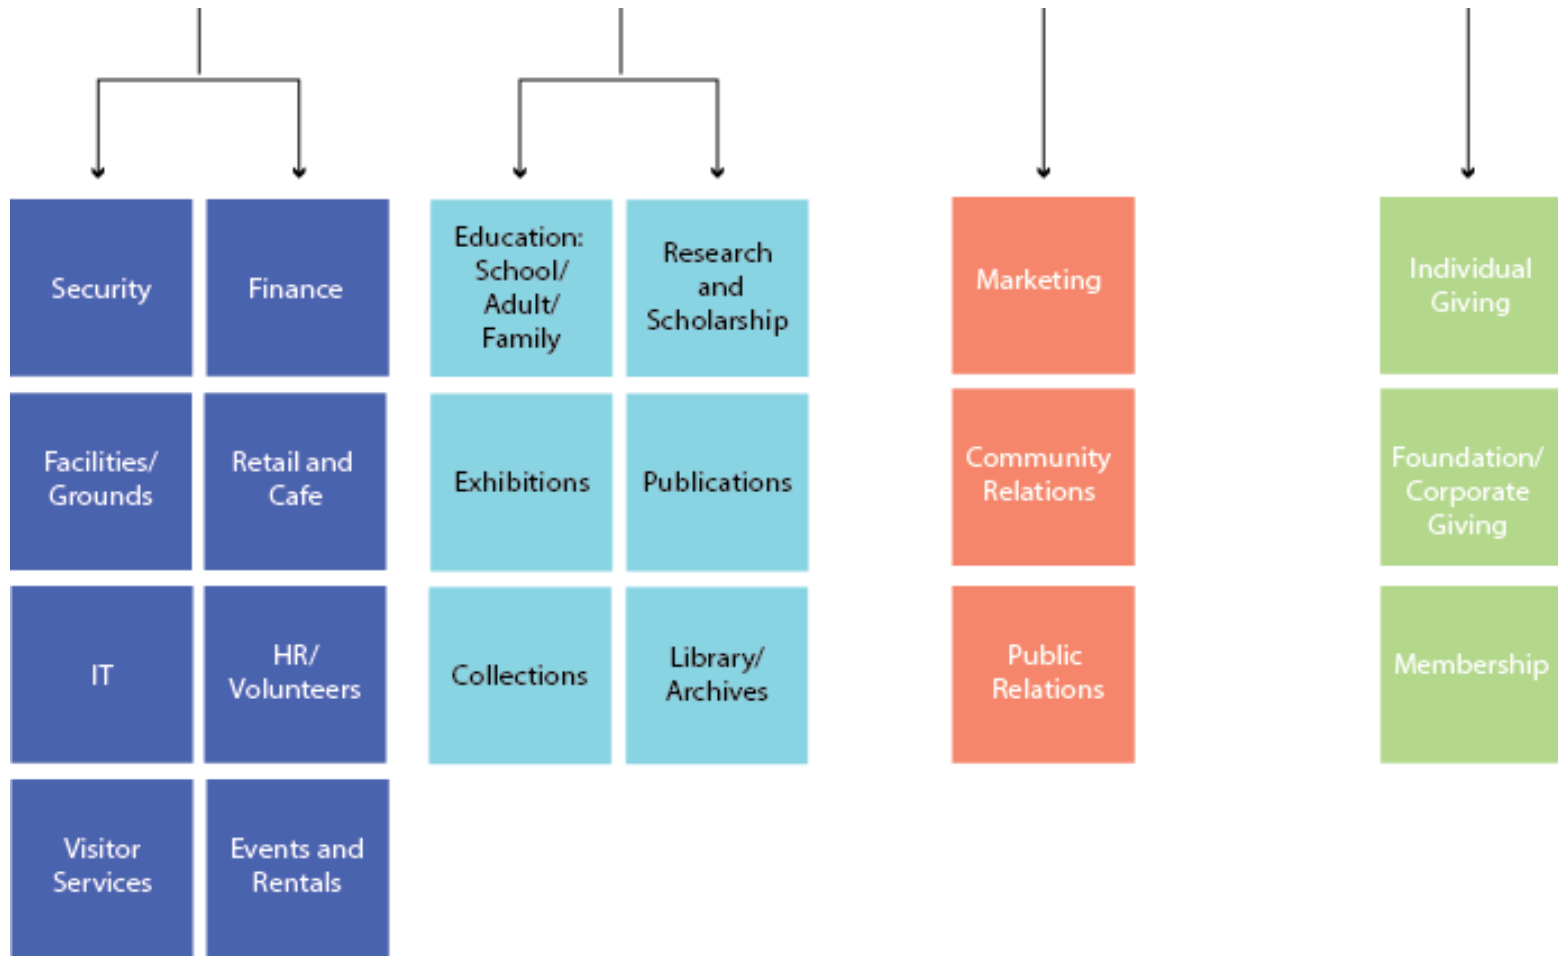 Security
Finance
Education:
School/
Adult/
Family
Research
and
Scholarship
Marketing
Individual
Giving
Facilities/
Grounds
Retail and
Cafe
Exhibitions
Publications
Community
Relations
Foundation/
Corporate
Giving
IT
HR/
Volunteers
Collections
Library/
Archives
Public
Relations
Membership
Visitor
Services
Events and
Rentals